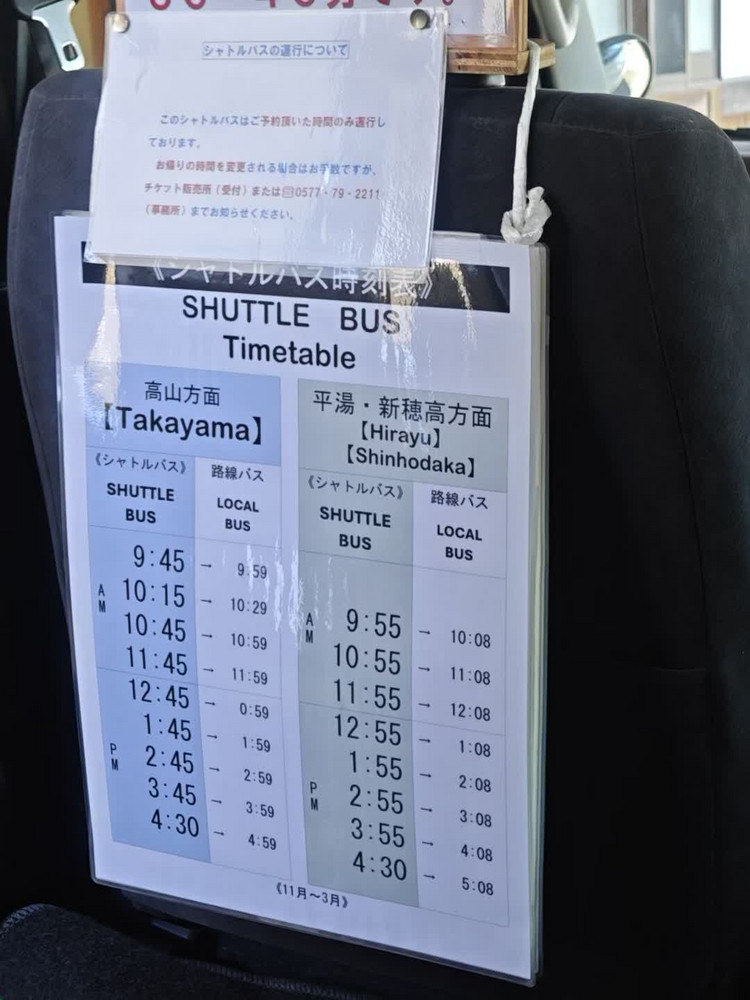 シャトルバスの運行について
このシャトルバスはご予約頂いた時間のみ運行し
ております。
お帰りの時間を変更される場合はお手数ですが、
チケット販売所（受付）または☏0577-79-2211
（事務所）までお知らせください。
《シャトルバス時刻表》
SHUTTLE BUS
Timetable
高山方面
【Takayama】
《シャトルバス》 路線バス
SHUTTLE BUS LOCAL BUS
AM
9:45 → 9:59
10:15 → 10:29
10:45 → 10:59
11:45 → 11:59
PM
12:45 → 0:59
1:45 → 1:59
2:45 → 2:59
3:45 → 3:59
4:30 → 4:59
平湯・新穂高方面
【Hirayu】
【Shinhodaka】
《シャトルバス》 路線バス
SHUTTLE BUS LOCAL BUS
AM
9:55 → 10:08
10:55 → 11:08
11:55 → 12:08
PM
12:55 → 1:08
1:55 → 2:08
2:55 → 3:08
3:55 → 4:08
4:30 → 5:08
《11月～3月》